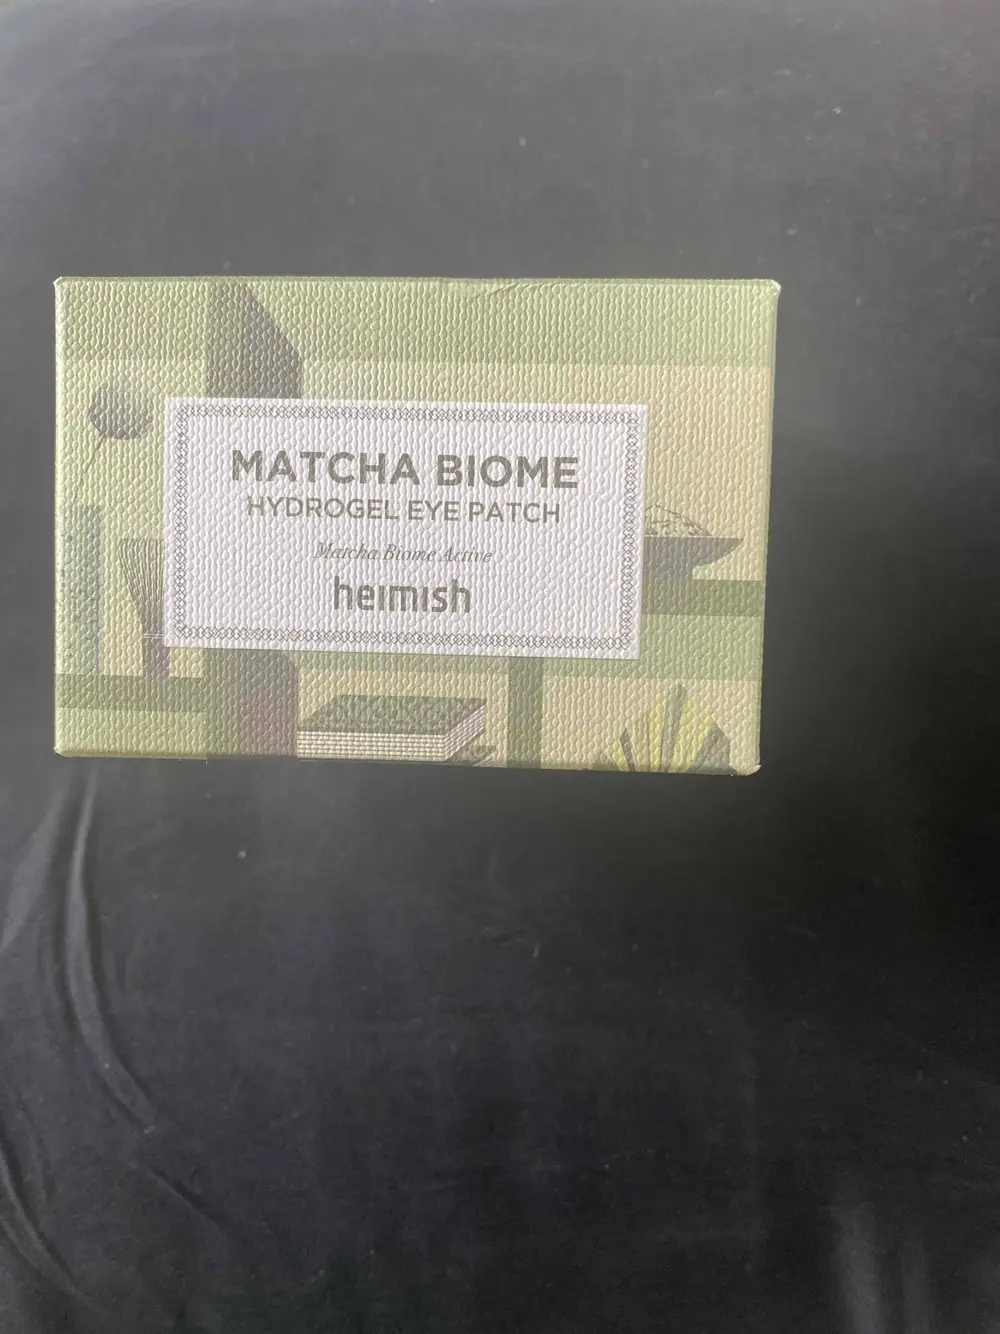 MATCHA BIOME
HYDROGEL EYE PATCH
Matcha Biome Active
heimish